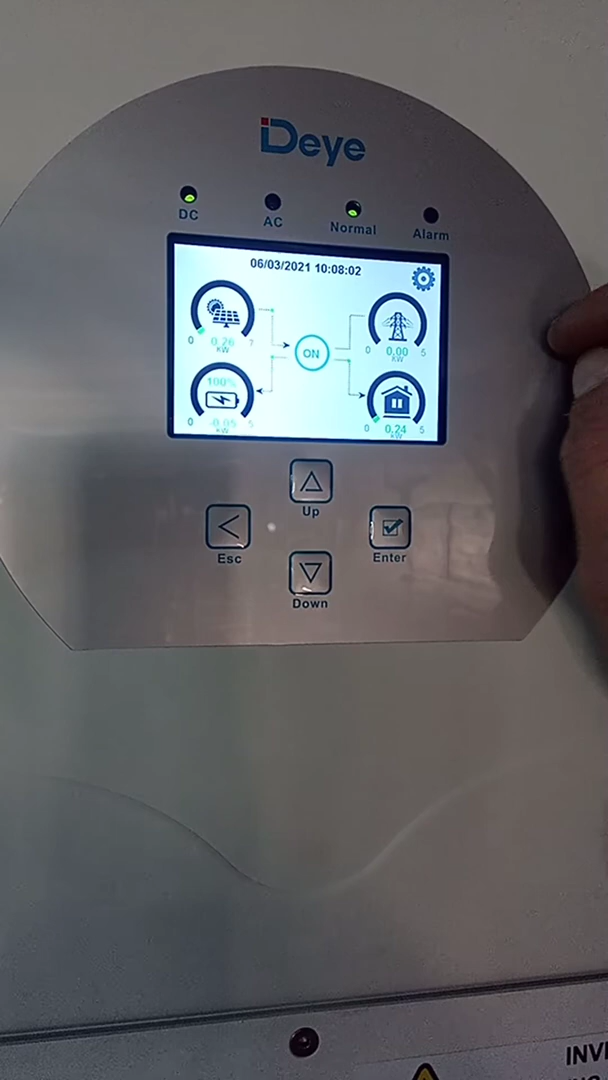 Deye
DC AC Normal Alarm
06/03/2021 10:08:02
0 0.26 7
KW
0 0.00 5
KW
ON
100%
0 -0.05 5
KW
0 0.24 5
KW
Up
Esc Enter
Down
INV